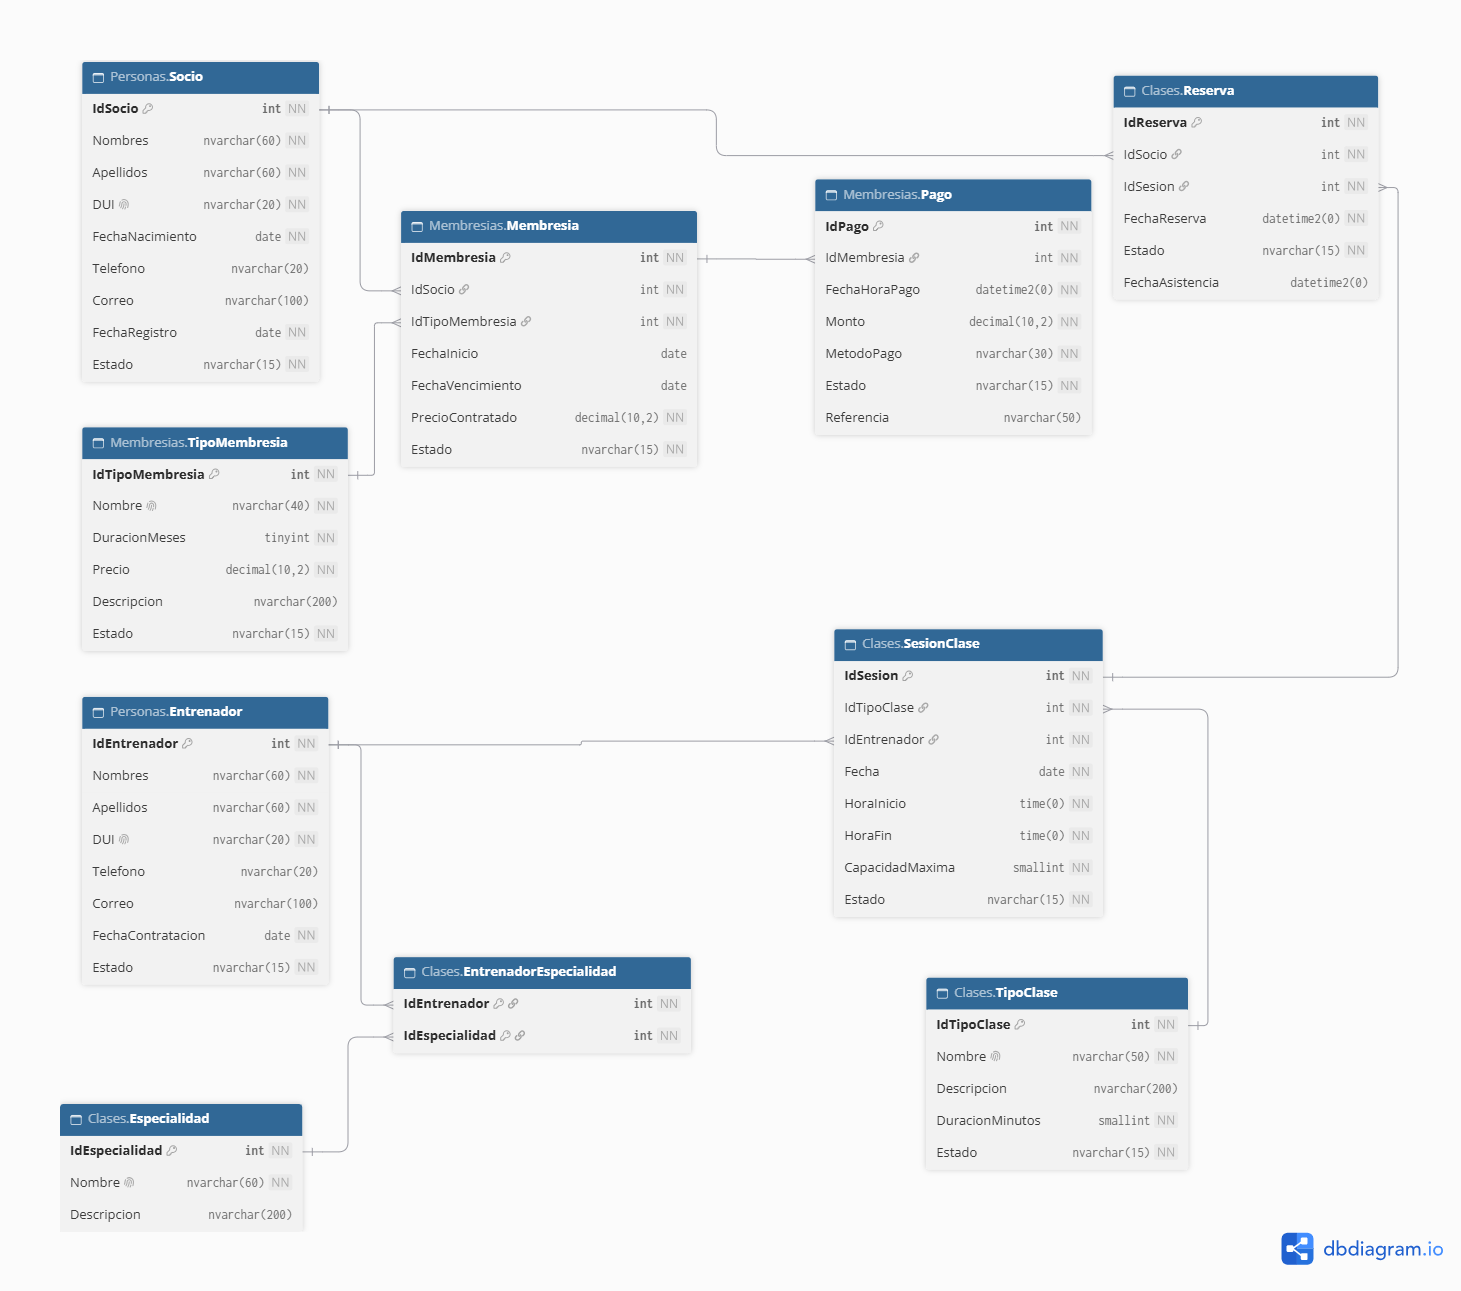 Personas.Socio
IdSocio int NN
Nombres nvarchar(60) NN
Apellidos nvarchar(60) NN
DUI nvarchar(20) NN
FechaNacimiento date NN
Telefono nvarchar(20)
Correo nvarchar(100)
FechaRegistro date NN
Estado nvarchar(15) NN
Membresias.TipoMembresia
IdTipoMembresia int NN
Nombre nvarchar(40) NN
DuracionMeses tinyint NN
Precio decimal(10,2) NN
Descripcion nvarchar(200)
Estado nvarchar(15) NN
Membresias.Membresia
IdMembresia int NN
IdSocio int NN
IdTipoMembresia int NN
FechaInicio date
FechaVencimiento date
PrecioContratado decimal(10,2) NN
Estado nvarchar(15) NN
Membresias.Pago
IdPago int NN
IdMembresia int NN
FechaHoraPago datetime2(0) NN
Monto decimal(10,2) NN
MetodoPago nvarchar(30) NN
Estado nvarchar(15) NN
Referencia nvarchar(50)
Clases.Reserva
IdReserva int NN
IdSocio int NN
IdSesion int NN
FechaReserva datetime2(0) NN
Estado nvarchar(15) NN
FechaAsistencia datetime2(0)
Personas.Entrenador
IdEntrenador int NN
Nombres nvarchar(60) NN
Apellidos nvarchar(60) NN
DUI nvarchar(20) NN
Telefono nvarchar(20)
Correo nvarchar(100)
FechaContratacion date NN
Estado nvarchar(15) NN
Clases.SesionClase
IdSesion int NN
IdTipoClase int NN
IdEntrenador int NN
Fecha date NN
HoraInicio time(0) NN
HoraFin time(0) NN
CapacidadMaxima smallint NN
Estado nvarchar(15) NN
Clases.EntrenadorEspecialidad
IdEntrenador int NN
IdEspecialidad int NN
Clases.TipoClase
IdTipoClase int NN
Nombre nvarchar(50) NN
Descripcion nvarchar(200)
DuracionMinutos smallint NN
Estado nvarchar(15) NN
Clases.Especialidad
IdEspecialidad int NN
Nombre nvarchar(60) NN
Descripcion nvarchar(200)
dbdiagram.io